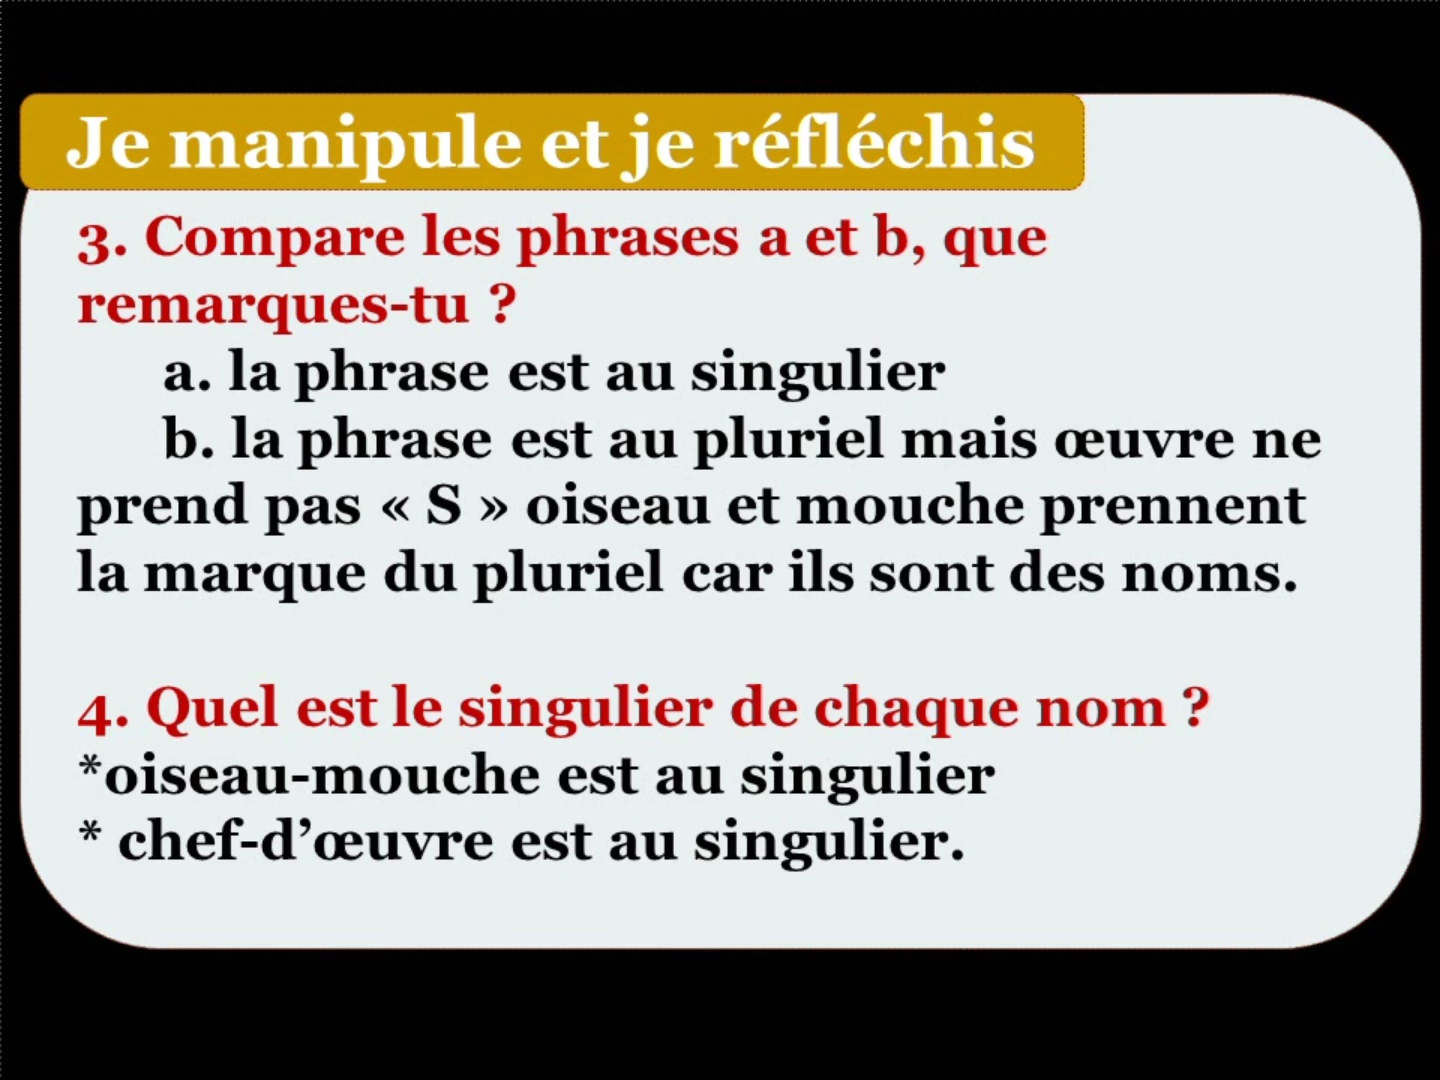 Je manipule et je réfléchis
3. Compare les phrases a et b, que
remarques-tu ?
a. la phrase est au singulier
b. la phrase est au pluriel mais œuvre ne
prend pas « S » oiseau et mouche prennent
la marque du pluriel car ils sont des noms.
4. Quel est le singulier de chaque nom ?
*oiseau-mouche est au singulier
* chef-d’œuvre est au singulier.